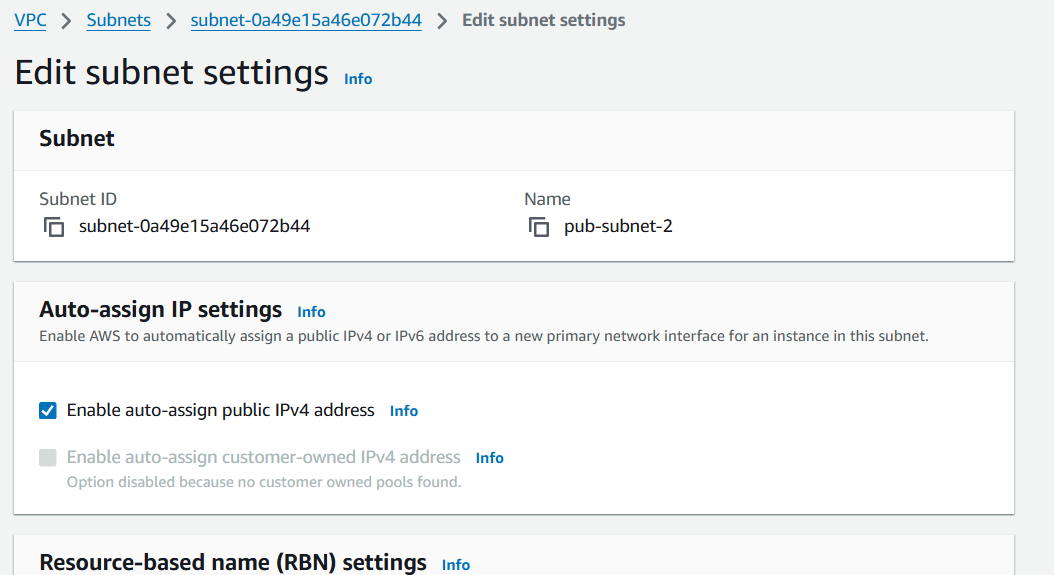 VPC > Subnets > subnet-0a49e15a46e072b44 > Edit subnet settings
Edit subnet settings Info
Subnet
Subnet ID Name
subnet-0a49e15a46e072b44 pub-subnet-2
Auto-assign IP settings Info
Enable AWS to automatically assign a public IPv4 or IPv6 address to a new primary network interface for an instance in this subnet.
Enable auto-assign public IPv4 address Info
Enable auto-assign customer-owned IPv4 address Info
Option disabled because no customer owned pools found.
Resource-based name (RBN) settings Info